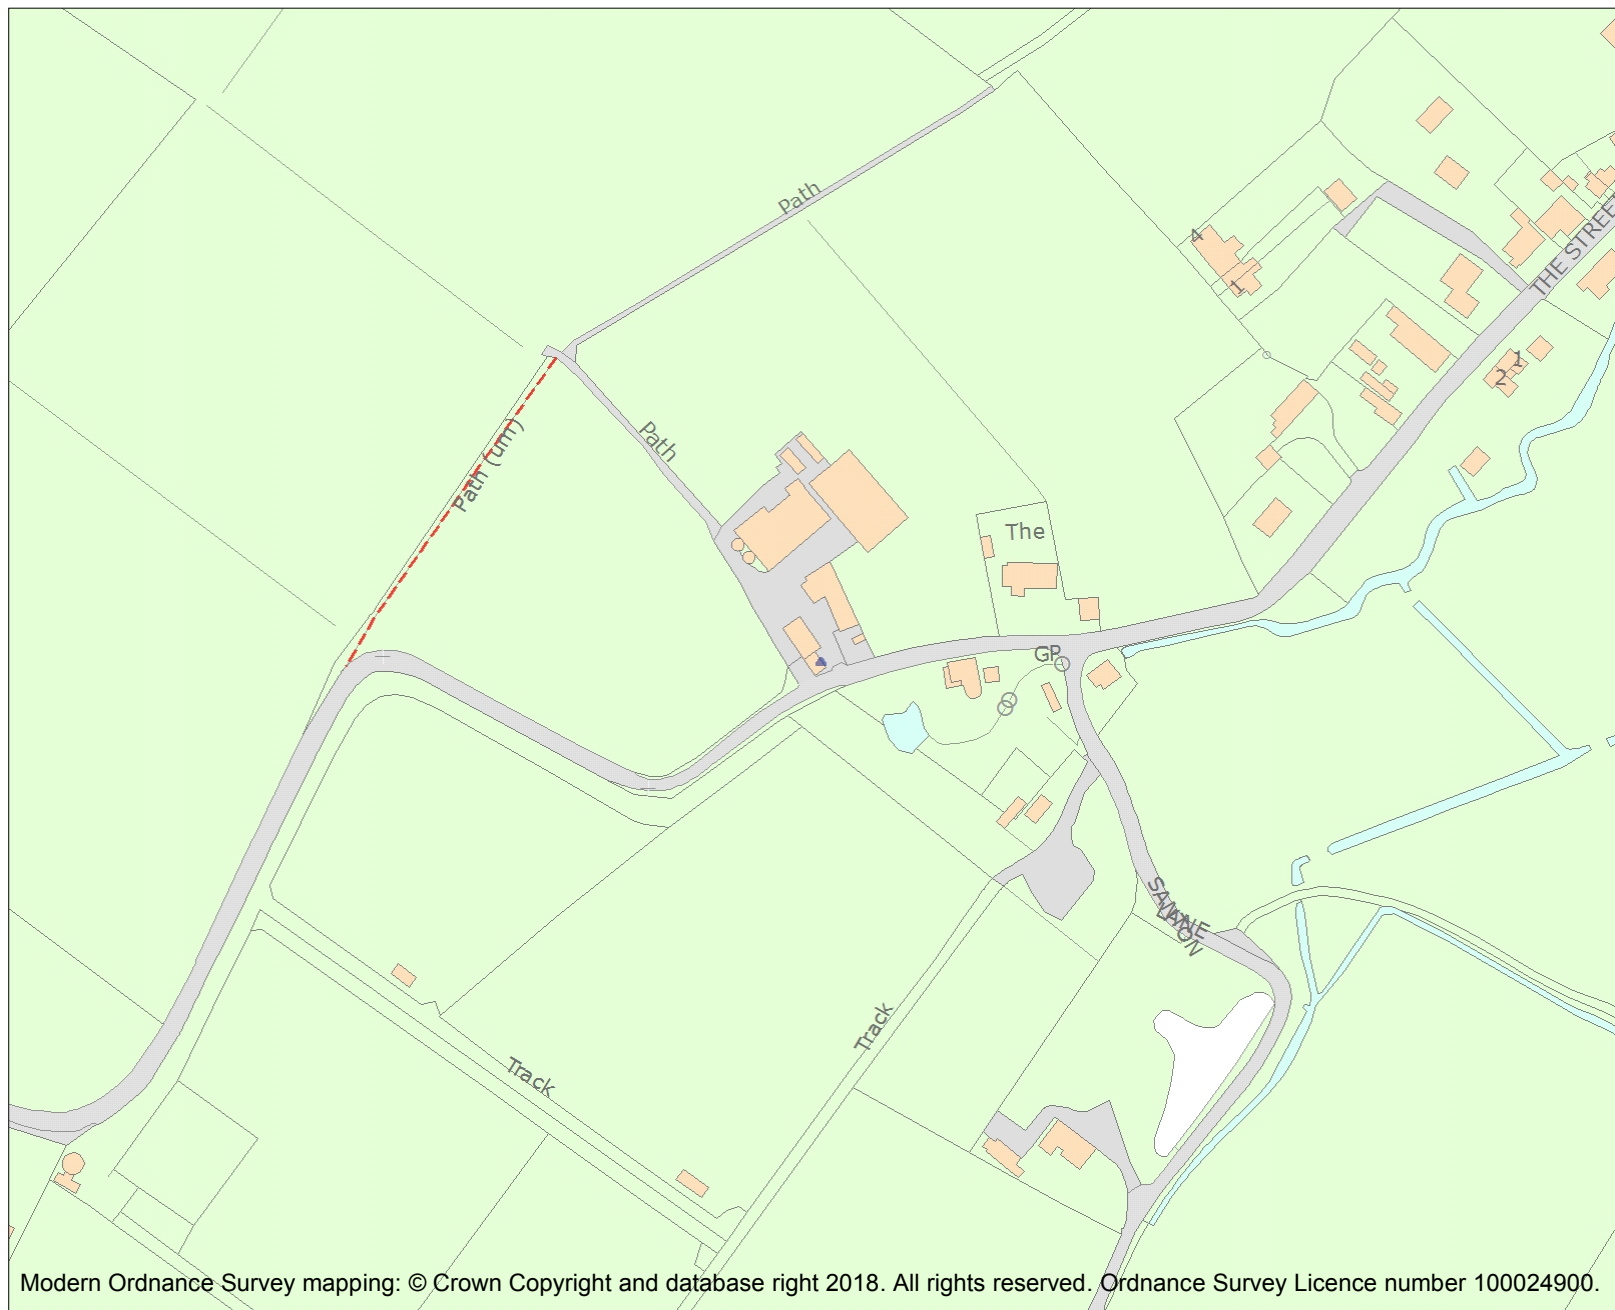 Path
4
1
THE STREET
1
2
Path
Path (um)
The
GP
LANE
Track
Track
Modern Ordnance Survey mapping: © Crown Copyright and database right 2018. All rights reserved. Ordnance Survey Licence number 100024900.